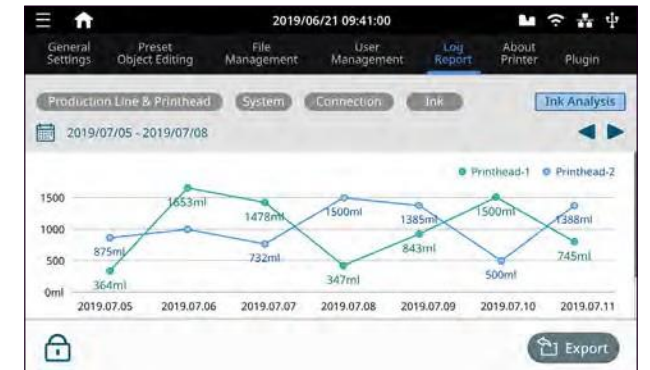 2019/06/21 09:41:00
General Settings
Preset Object Editing
File Management
User Management
Log Report
About Printer
Plugin
Production Line & Printhead
System
Connection
Ink
Ink Analysis
2019/07/05 - 2019/07/08
Printhead-1
Printhead-2
1500
1000
500
0ml
1653ml
1478ml
1500ml
1385ml
1500ml
1388ml
875ml
732ml
843ml
745ml
364ml
347ml
500ml
2019.07.05
2019.07.06
2019.07.07
2019.07.08
2019.07.09
2019.07.10
2019.07.11
Export